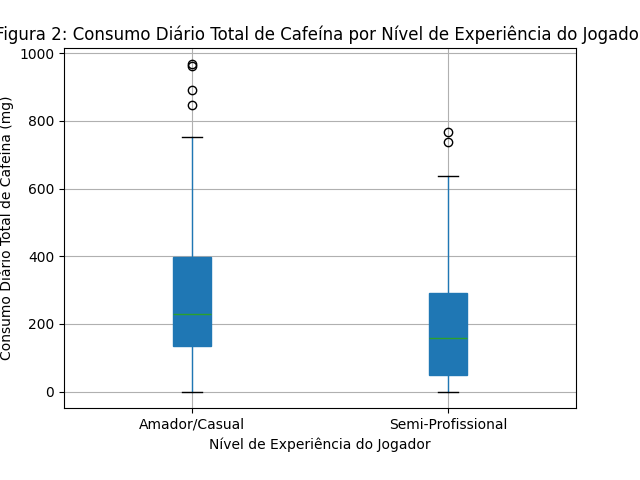 Figura 2: Consumo Diário Total de Cafeína por Nível de Experiência do Jogado
Consumo Diário Total de Cafeína (mg)
1000
800
600
400
200
0
Amador/Casual Semi-Profissional
Nível de Experiência do Jogador